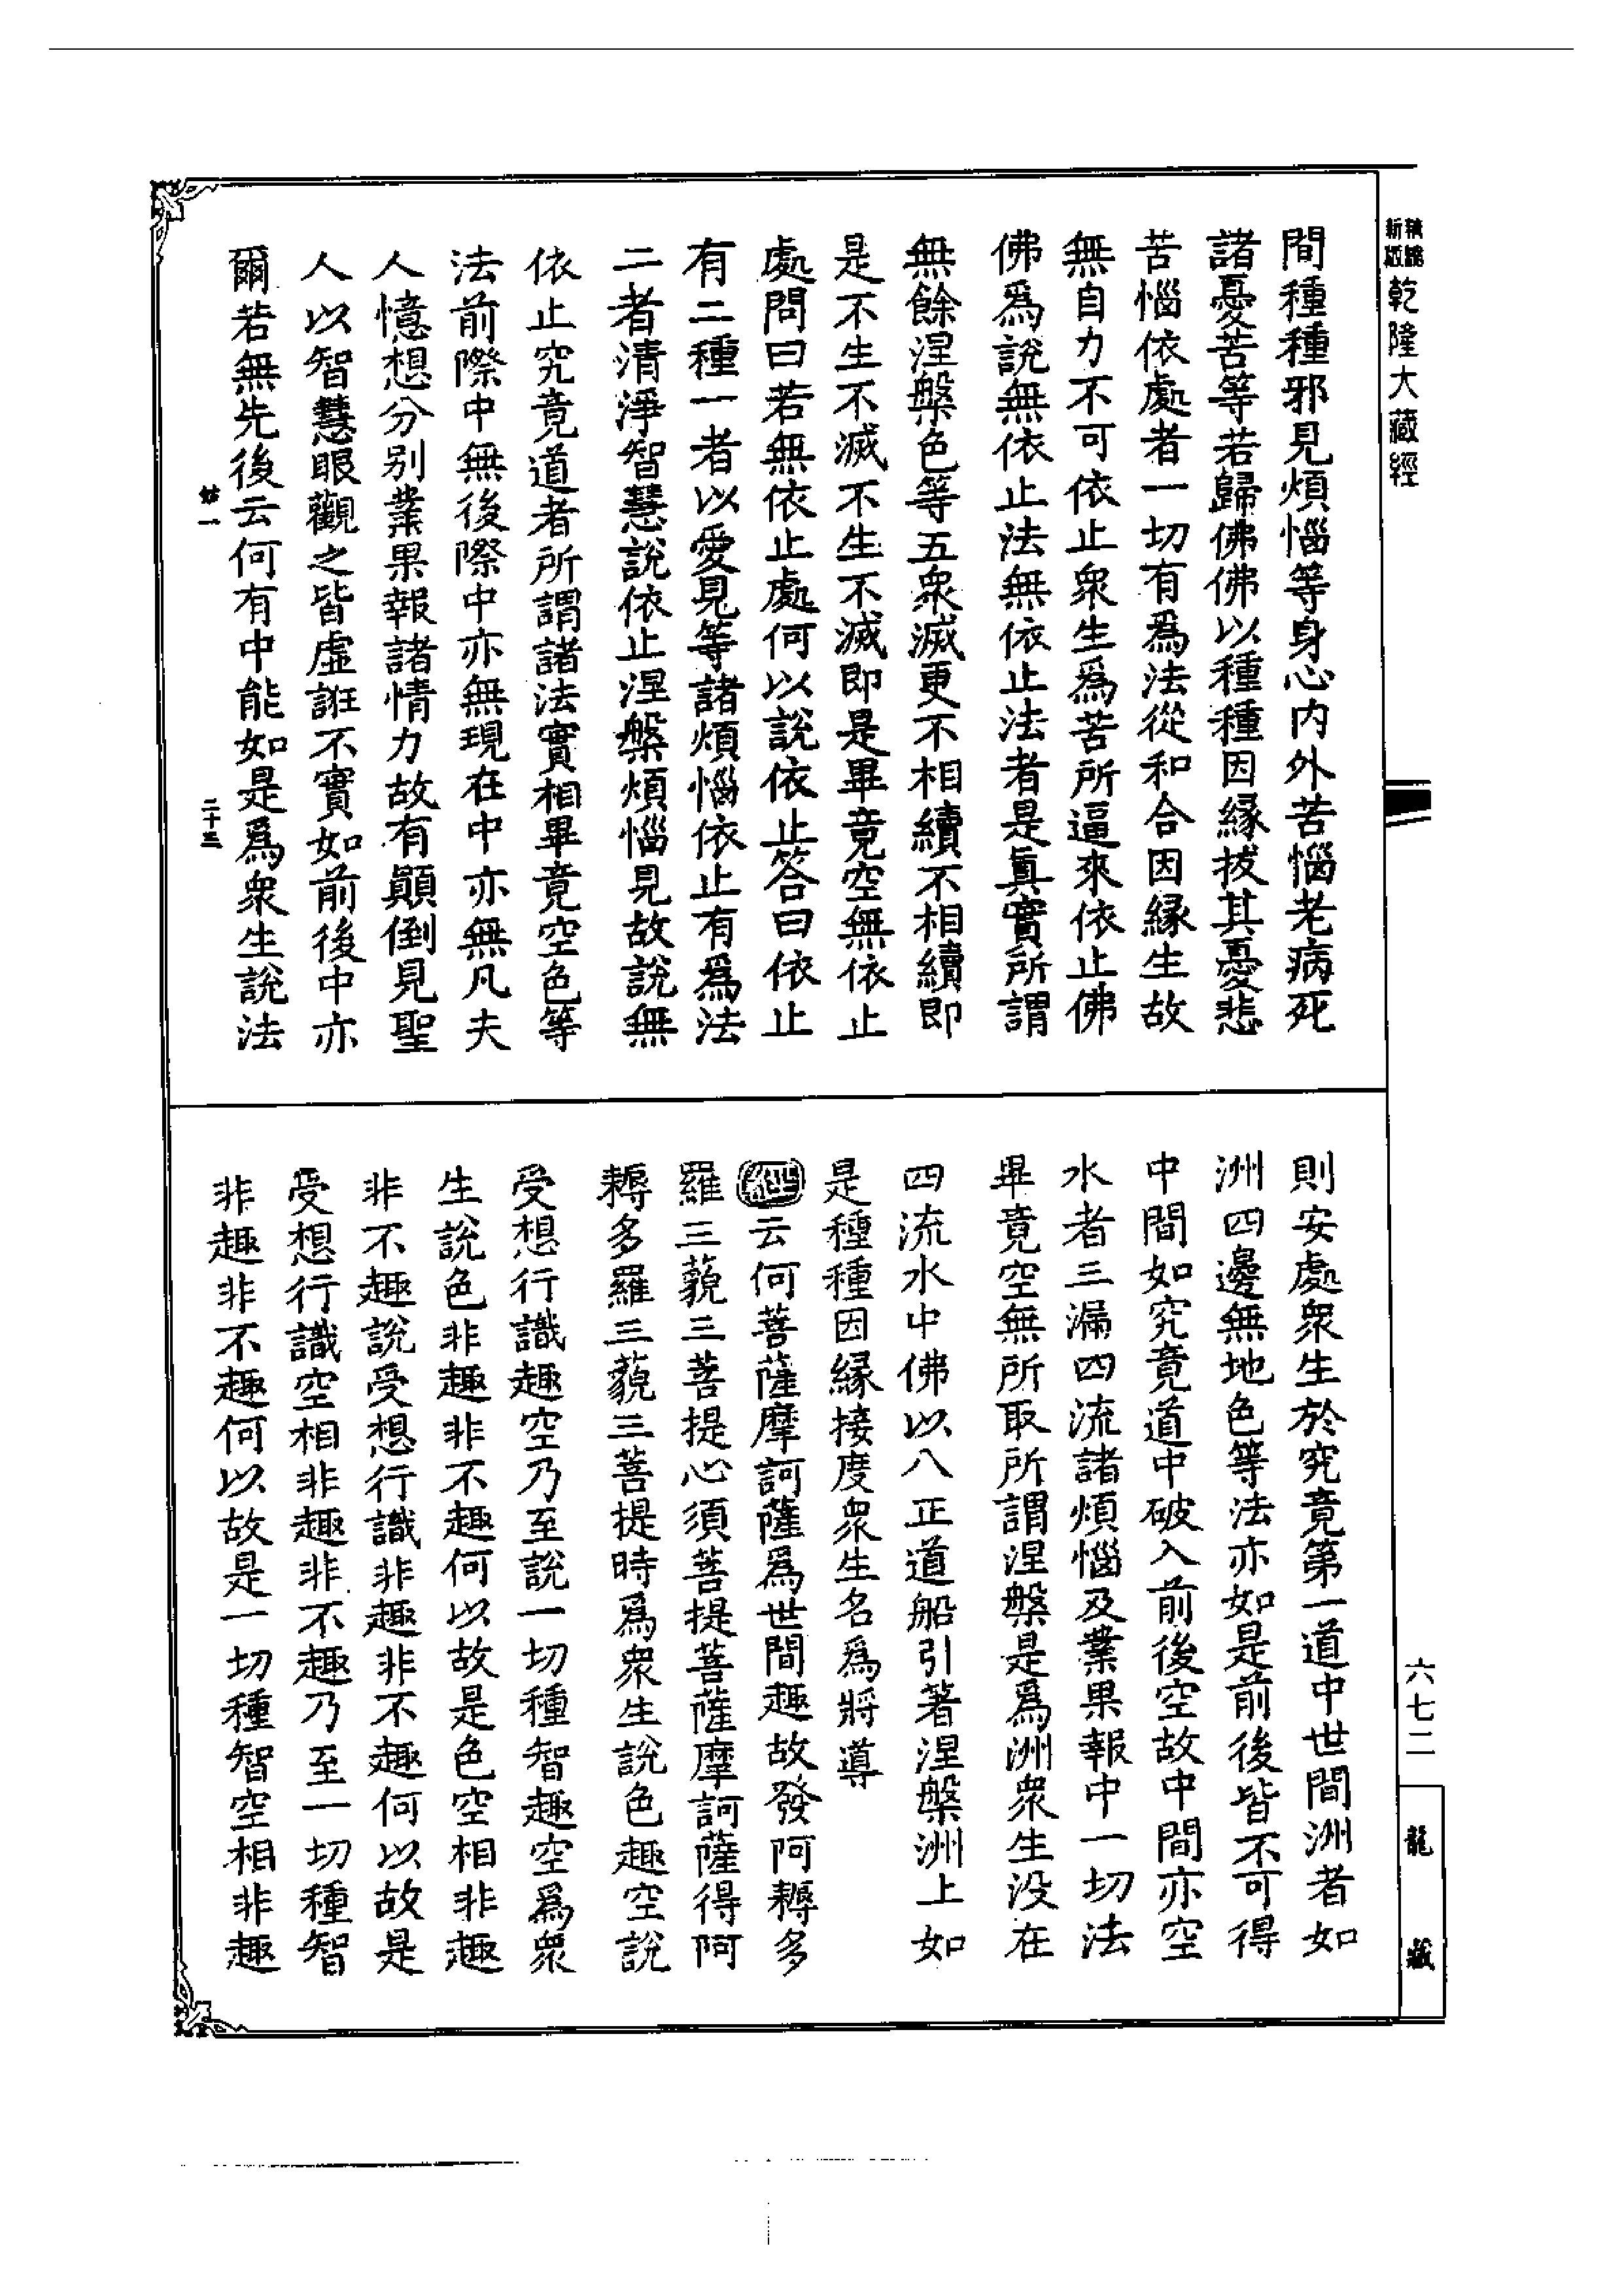 乾隆大藏經
間種種邪見煩惱等身心内外苦惱老病死
諸憂苦等若歸佛佛以種種因緣拔其憂悲
苦惱依處者一切有爲法從和合因緣生故
無自力不可依止衆生爲苦所逼來依止佛
佛爲說無依止法無依止法者是眞實所謂
無餘涅槃色等五衆滅更不相續不相續即
是不生不滅不生不滅即是畢竟空無依止
處問曰若無依止處何以說依止答曰依止
有二種一者以愛見等諸煩惱依止有爲法
二者清淨智慧說依止涅槃煩惱見故說無
依止究竟道者所謂諸法實相畢竟空色等
法前際中無後際中亦無現在中亦無凡夫
人憶想分别業果報諸情力故有顛倒見聖
人以智慧眼觀之皆虛誑不實如前後中亦
爾若無先後云何有中能如是爲衆生說法
二十三
則安處衆生於究竟第一道中世間洲者如
洲四邊無地色等法亦如是前後皆不可得
中間如究竟道中破入前後空故中間亦空
水者三漏四流諸煩惱及業果報中一切法
畢竟空無所取所謂涅槃是爲洲衆生没在
四流水中佛以八正道船引著涅槃洲上如
是種種因緣接度衆生名爲將導
經云何菩薩摩訶薩爲世間趣故發阿耨多
羅三藐三菩提心須菩提菩薩摩訶薩得阿
耨多羅三藐三菩提時爲衆生說色趣空說
受想行識趣空乃至說一切種智趣空爲衆
生說色非趣非不趣何以故是色空相非趣
非不趣說受想行識非趣非不趣何以故是
受想行識空相非趣非不趣乃至一切種智
非趣非不趣何以故是一切種智空相非趣
六七二
龍藏